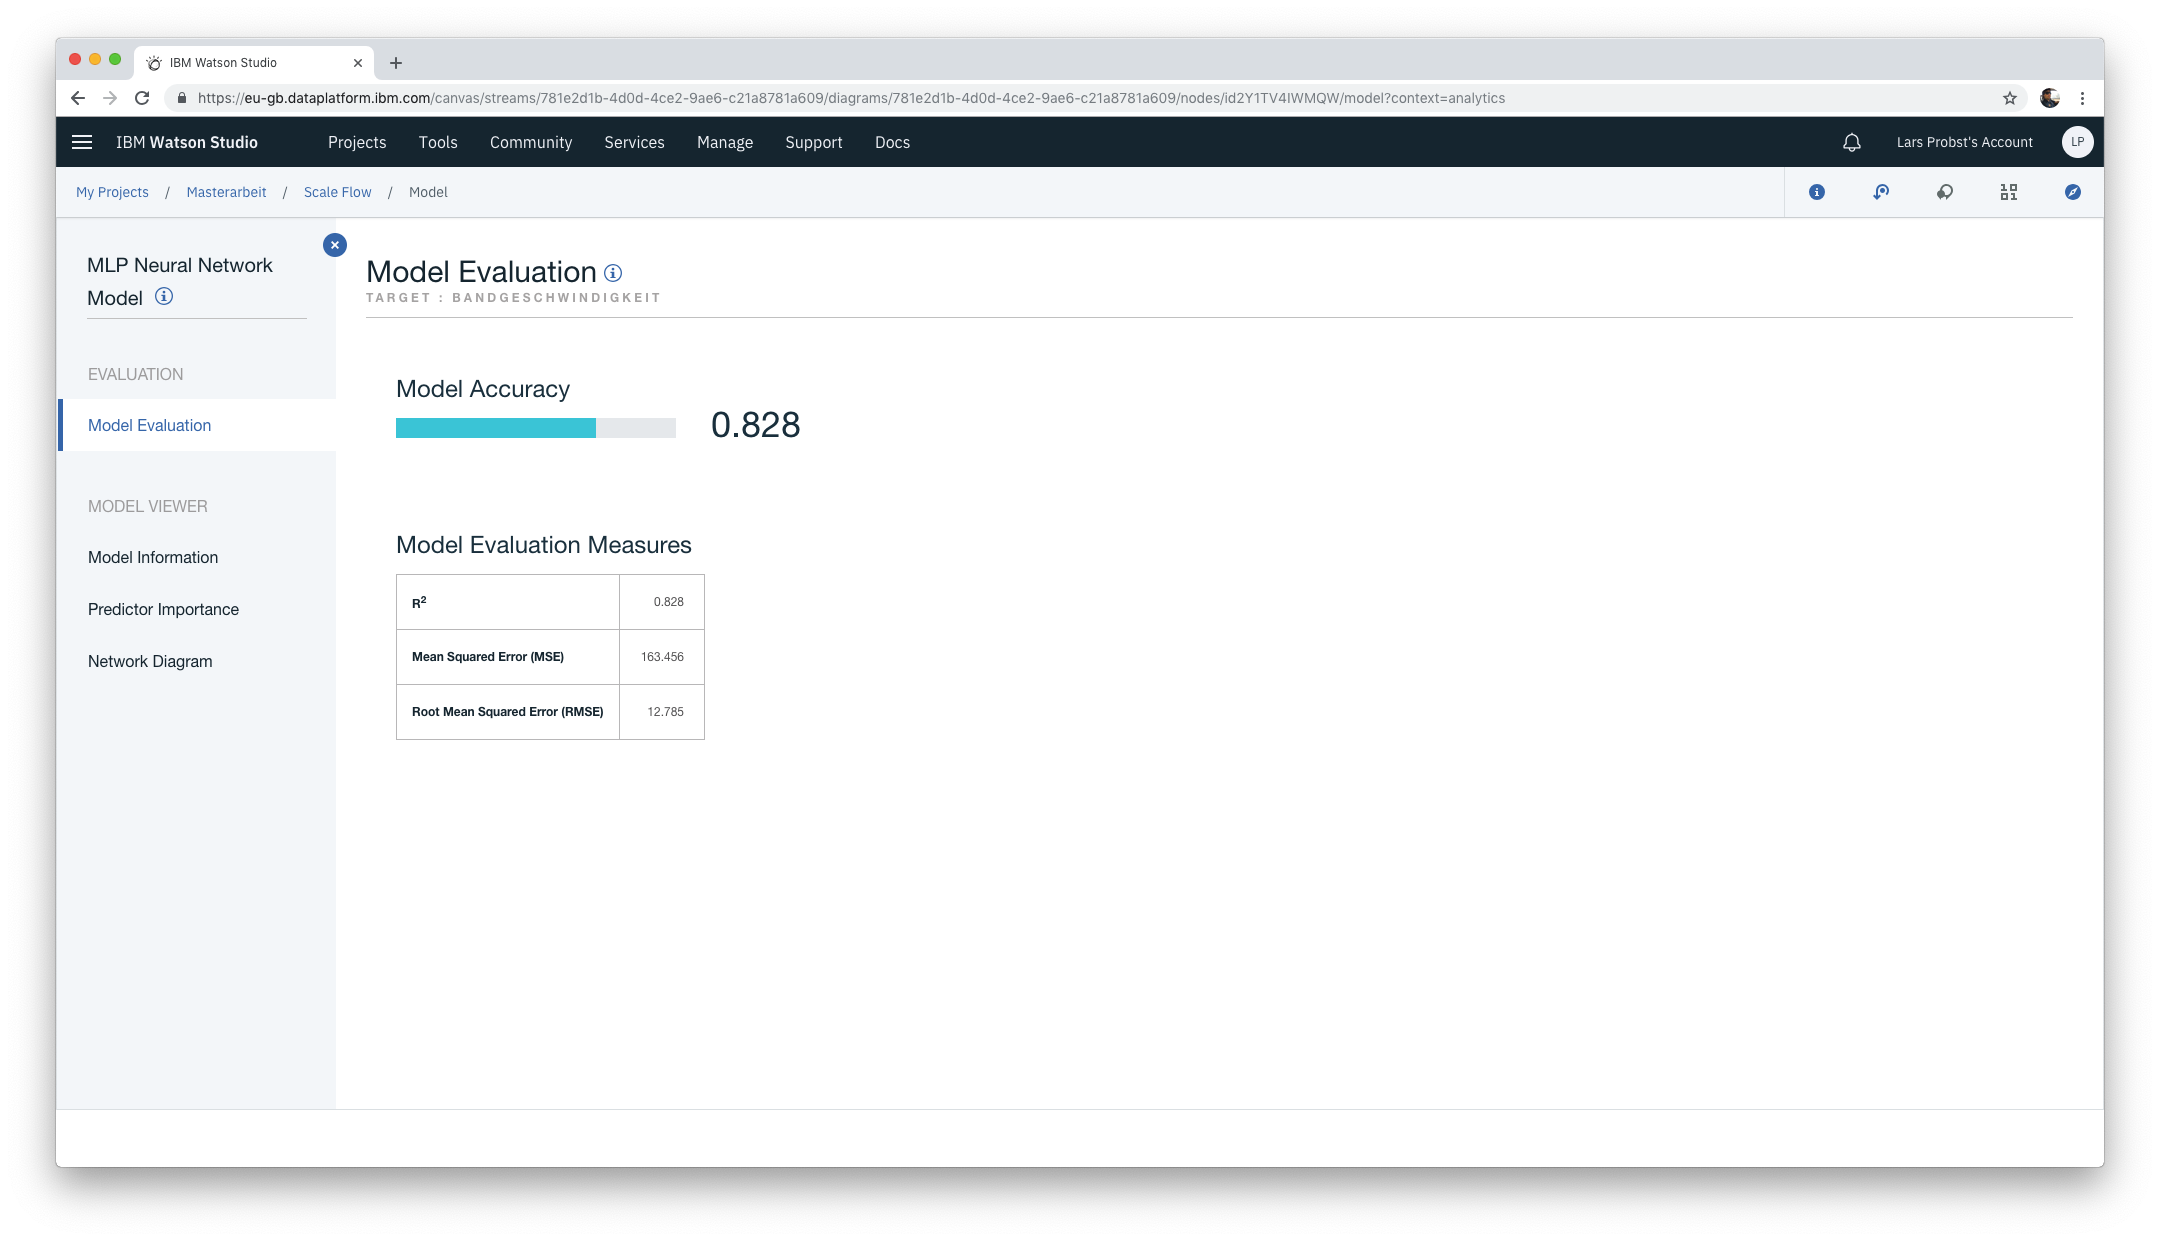 IBM Watson Studio
https://eu-gb.dataplatform.ibm.com/canvas/streams/781e2d1b-4d0d-4ce2-9ae6-c21a8781a609/diagrams/781e2d1b-4d0d-4ce2-9ae6-c21a8781a609/nodes/id2Y1TV4IWMQW/model?context=analytics
IBM Watson Studio Projects Tools Community Services Manage Support Docs Lars Probst's Account LP
My Projects / Masterarbeit / Scale Flow / Model
MLP Neural Network
Model
EVALUATION
Model Evaluation
MODEL VIEWER
Model Information
Predictor Importance
Network Diagram
Model Evaluation
TARGET : BANDGESCHWINDIGKEIT
Model Accuracy
0.828
Model Evaluation Measures
R² 0.828
Mean Squared Error (MSE) 163.456
Root Mean Squared Error (RMSE) 12.785